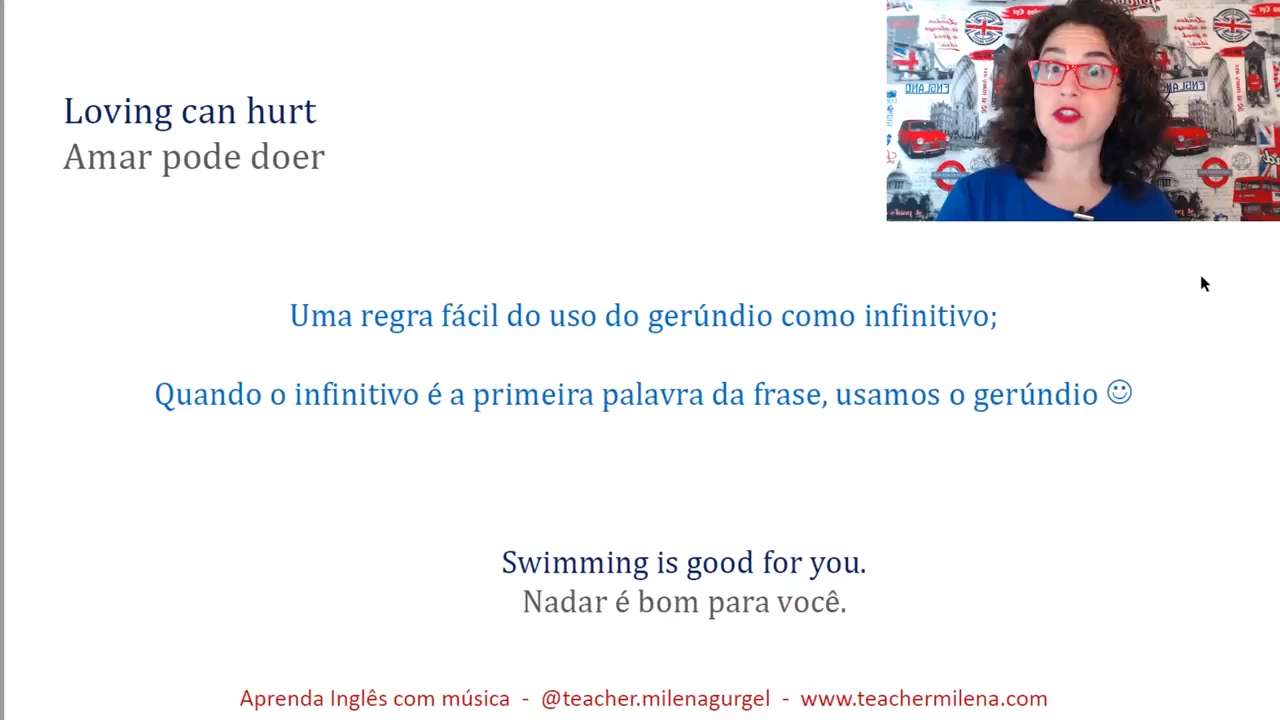 Loving can hurt
Amar pode doer
ENGLAND
Uma regra fácil do uso do gerúndio como infinitivo;
Quando o infinitivo é a primeira palavra da frase, usamos o gerúndio ☺
Swimming is good for you.
Nadar é bom para você.
Aprenda Inglês com música - @teacher.milenagurgel - www.teachermilena.com